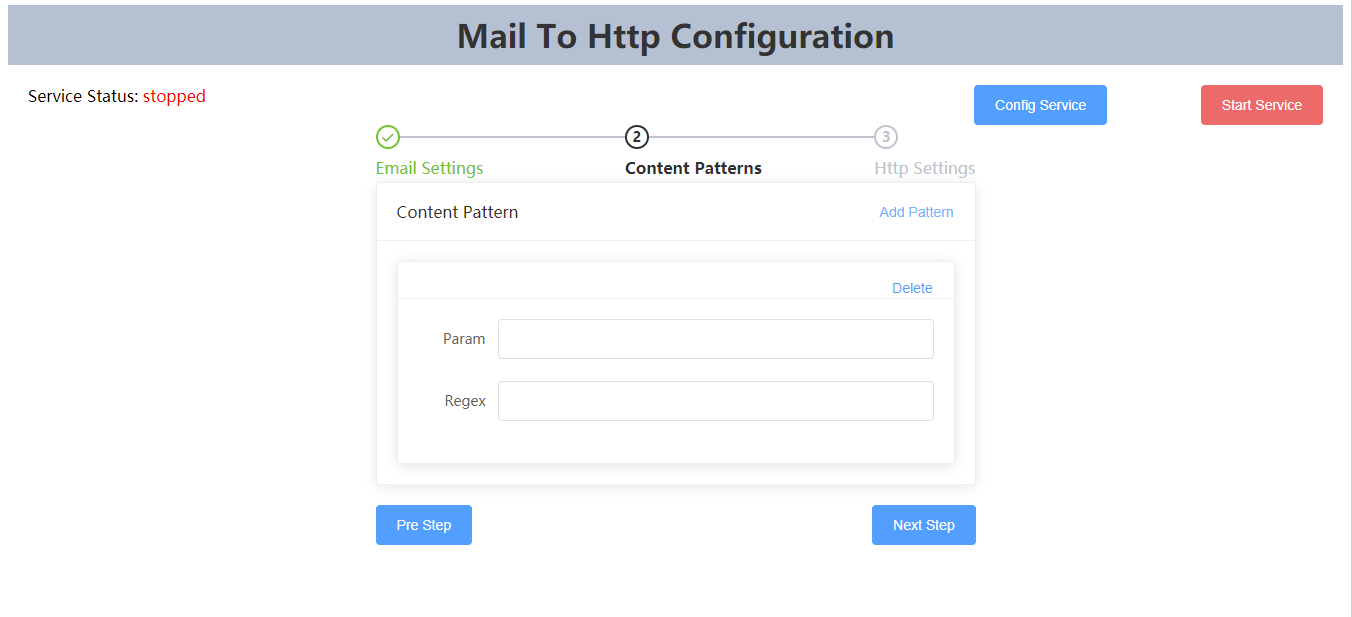 Mail To Http Configuration
Service Status: stopped
Config Service
Start Service
2
3
Email Settings
Content Patterns
Http Settings
Content Pattern
Add Pattern
Delete
Param
Regex
Pre Step
Next Step